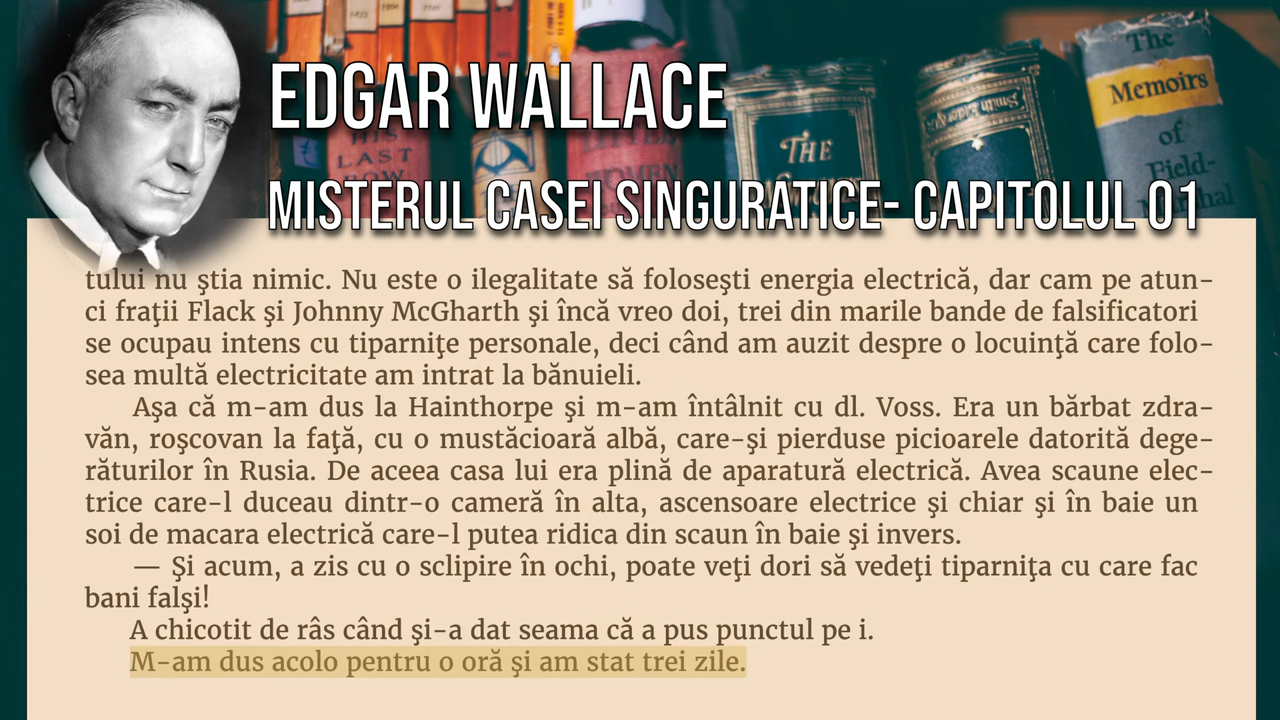 EDGAR WALLACE
MISTERUL CASEI SINGURATICE- CAPITOLUL 01
HIS
LAST
BOW
THE
The
Memoirs
of
Field-
Marshal
tului nu ştia nimic. Nu este o ilegalitate să foloseşti energia electrică, dar cam pe atun-
ci fraţii Flack şi Johnny McGharth şi încă vreo doi, trei din marile bande de falsificatori
se ocupau intens cu tiparniţe personale, deci când am auzit despre o locuinţă care folo-
sea multă electricitate am intrat la bănuieli.
Aşa că m-am dus la Hainthorpe şi m-am întâlnit cu dl. Voss. Era un bărbat zdra-
văn, roşcovan la faţă, cu o mustăcioară albă, care-şi pierduse picioarele datorită dege-
răturilor în Rusia. De aceea casa lui era plină de aparatură electrică. Avea scaune elec-
trice care-l duceau dintr-o cameră în alta, ascensoare electrice şi chiar şi în baie un
soi de macara electrică care-l putea ridica din scaun în baie şi invers.
— Şi acum, a zis cu o sclipire în ochi, poate veţi dori să vedeţi tiparniţa cu care fac
bani falşi!
A chicotit de râs când şi-a dat seama că a pus punctul pe i.
M-am dus acolo pentru o oră şi am stat trei zile.